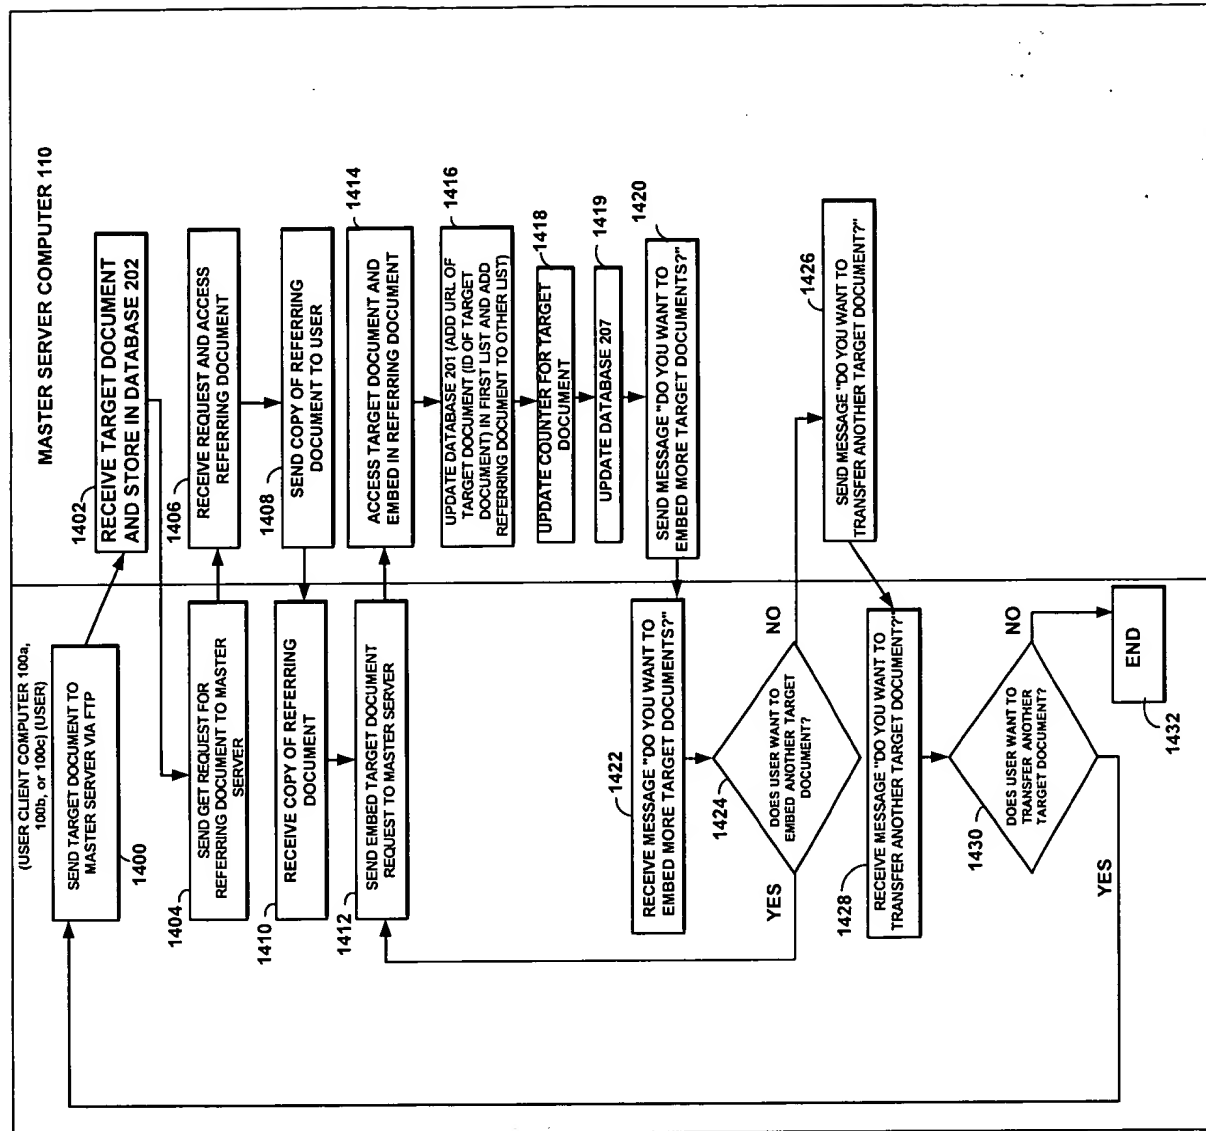 (USER CLIENT COMPUTER 100a,
100b, or 100c) (USER)
MASTER SERVER COMPUTER 110
SEND TARGET DOCUMENT TO
MASTER SERVER VIA FTP
1400
1402
RECEIVE TARGET DOCUMENT
AND STORE IN DATABASE 202
1404
SEND GET REQUEST FOR
REFERRING DOCUMENT TO MASTER
SERVER
1406
RECEIVE REQUEST AND ACCESS
REFERRING DOCUMENT
1408
SEND COPY OF REFERRING
DOCUMENT TO USER
1410
RECEIVE COPY OF REFERRING
DOCUMENT
1412
SEND EMBED TARGET DOCUMENT
REQUEST TO MASTER SERVER
1414
ACCESS TARGET DOCUMENT AND
EMBED IN REFERRING DOCUMENT
1416
UPDATE DATABASE 201 (ADD URL OF
TARGET DOCUMENT (ID OF TARGET
DOCUMENT) IN FIRST LIST AND ADD
REFERRING DOCUMENT TO OTHER LIST)
1418
UPDATE COUNTER FOR TARGET
DOCUMENT
1419
UPDATE DATABASE 207
1420
SEND MESSAGE "DO YOU WANT TO
EMBED MORE TARGET DOCUMENTS?"
1422
RECEIVE MESSAGE "DO YOU WANT TO
EMBED MORE TARGET DOCUMENTS?"
1424
DOES USER WANT TO
EMBED ANOTHER TARGET
DOCUMENT?
YES
NO
1426
SEND MESSAGE "DO YOU WANT TO
TRANSFER ANOTHER TARGET DOCUMENT?"
1428
RECEIVE MESSAGE "DO YOU WANT TO
TRANSFER ANOTHER TARGET DOCUMENT?"
1430
DOES USER WANT TO
TRANSFER ANOTHER
TARGET DOCUMENT?
YES
NO
END
1432